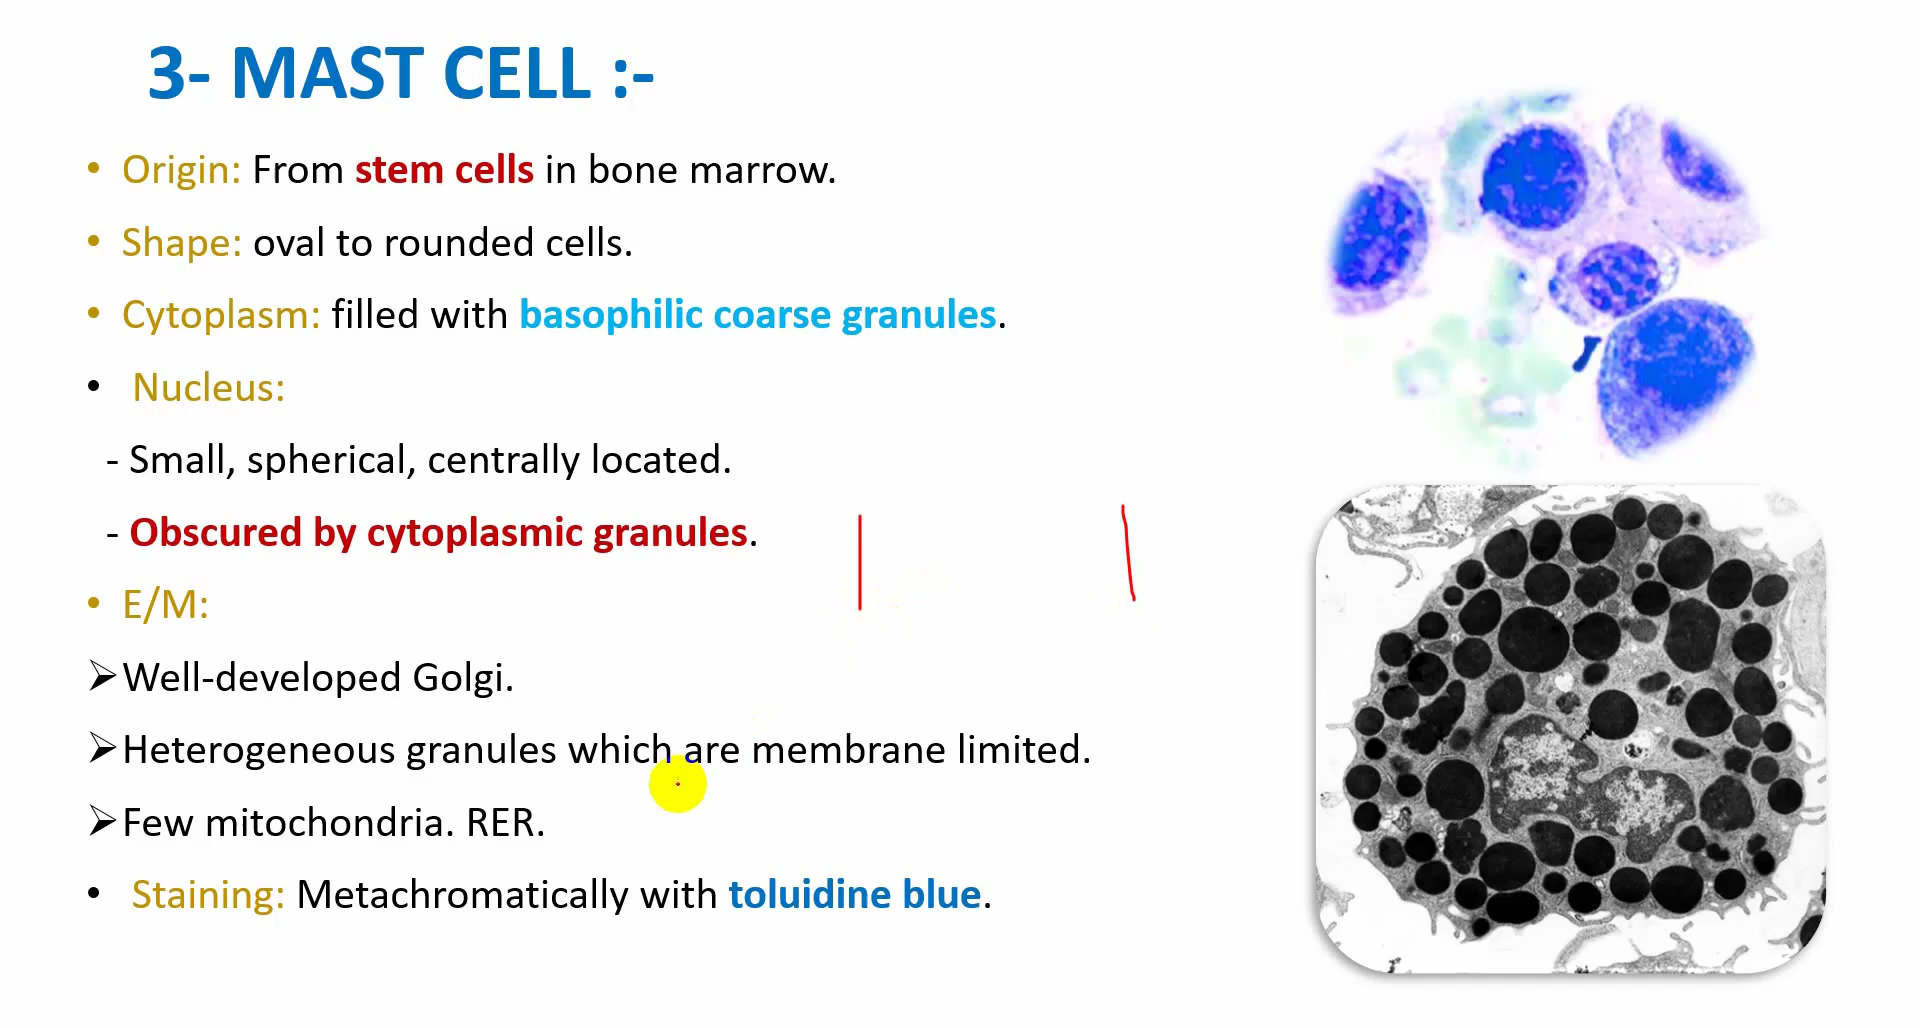 3- MAST CELL :-
• Origin: From stem cells in bone marrow.
• Shape: oval to rounded cells.
• Cytoplasm: filled with basophilic coarse granules.
• Nucleus:
- Small, spherical, centrally located.
- Obscured by cytoplasmic granules.
• E/M:
➢Well-developed Golgi.
➢Heterogeneous granules which are membrane limited.
➢Few mitochondria. RER.
• Staining: Metachromatically with toluidine blue.